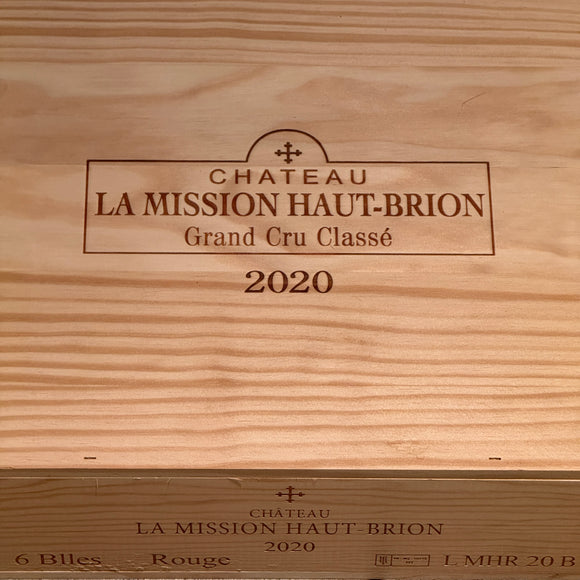 CHATEAU
LA MISSION HAUT-BRION
Grand Cru Classé
2020
CHÂTEAU
LA MISSION HAUT-BRION
2020
6 Blles Rouge L MHR 20 B